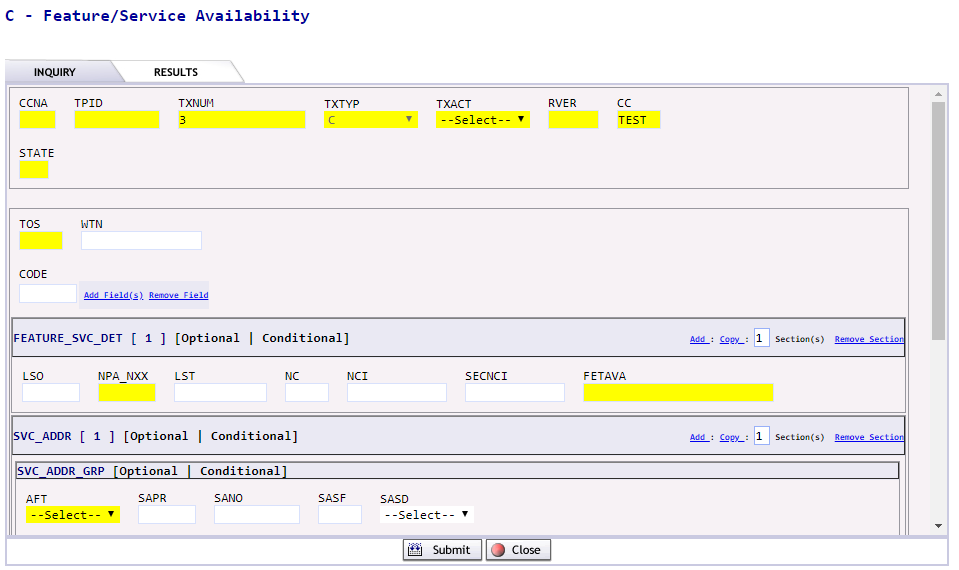 C - Feature/Service Availability
INQUIRY RESULTS
CCNA TPID TXNUM TXTYP TXACT RVER CC
3 C --Select-- TEST
STATE
TOS WTN
CODE
Add Field(s) Remove Field
FEATURE_SVC_DET [ 1 ] [Optional | Conditional] Add : Copy : 1 Section(s) Remove Section
LSO NPA_NXX LST NC NCI SECNCI FETAVA
SVC_ADDR [ 1 ] [Optional | Conditional] Add : Copy : 1 Section(s) Remove Section
SVC_ADDR_GRP [Optional | Conditional]
AFT SAPR SANO SASF SASD
--Select-- --Select--
Submit Close